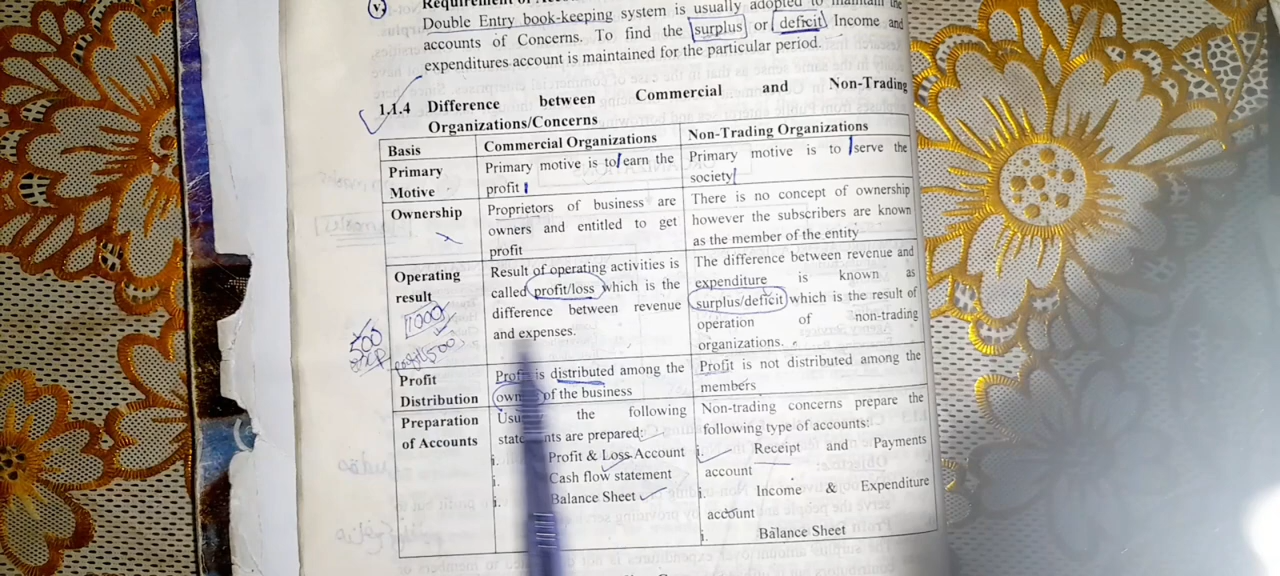 (v)
Double Entry book-keeping system is usually adopted to maintain the
accounts of Concerns. To find the surplus or deficit, Income and
expenditures account is maintained for the particular period.
1.1.4 Difference between Commercial and Non-Trading
Organizations/Concerns
Basis Commercial Organizations Non-Trading Organizations
Primary Motive
Primary motive is to earn the
profit
Primary motive is to serve the
society
Ownership
Proprietors of business are
owners and entitled to get
profit
There is no concept of ownership
however the subscribers are known
as the member of the entity
Operating
result
1000
Result of operating activities is
called profit/loss which is the
difference between revenue
and expenses.
The difference between revenue and
expenditure is known as
surplus/deficit which is the result of
operation of non-trading
organizations.
Profit
Distribution
is distributed among the
of the business
Profit is not distributed among the
members
Preparation
of Accounts
the following
are prepared:
i. Profit & Loss Account
i. Cash flow statement
i. Balance Sheet
Non-trading concerns prepare the
following type of accounts:
i. Receipt and Payments
account
i. Income & Expenditure
account
i. Balance Sheet